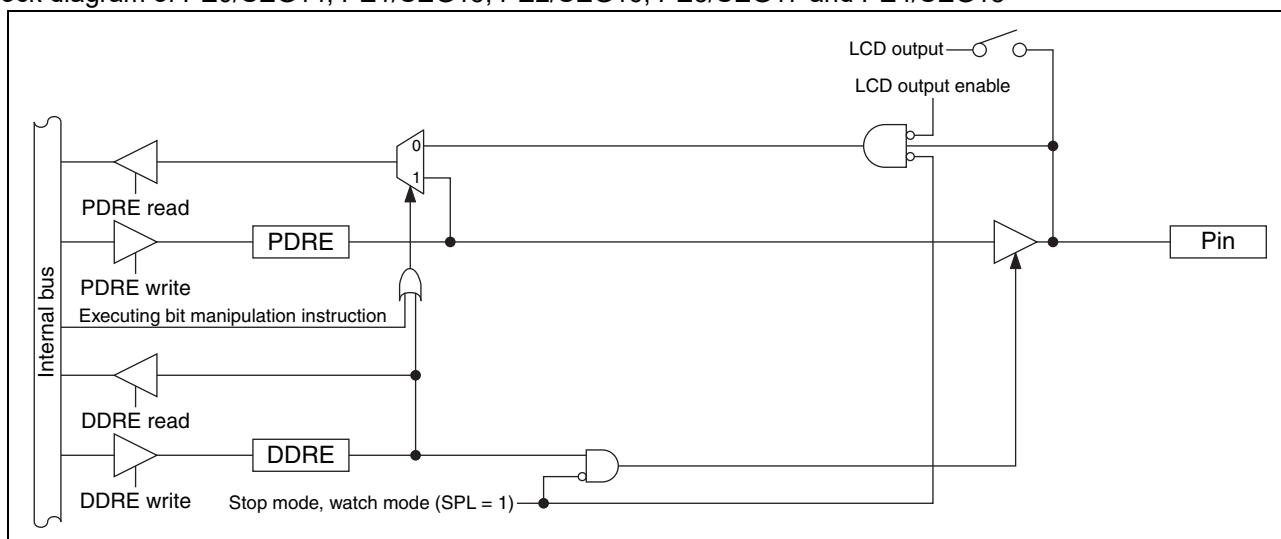 LCD output
LCD output enable
0
1
PDRE read
PDRE
Pin
PDRE write
Executing bit manipulation instruction
Internal bus
DDRE read
DDRE
DDRE write
Stop mode, watch mode (SPL = 1)